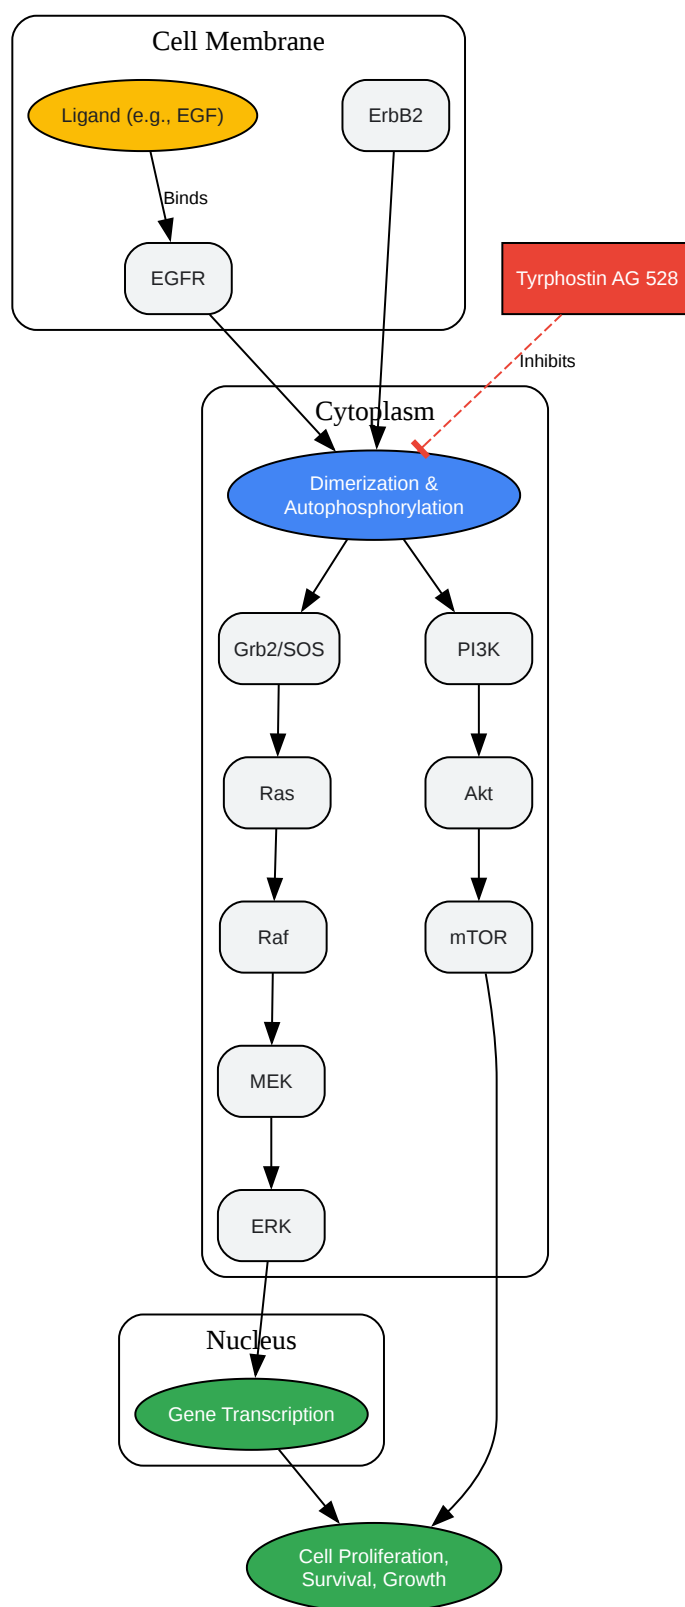 Cell Membrane
Ligand (e.g., EGF)
ErbB2
Binds
EGFR
Tyrphostin AG 528
Inhibits
Cytoplasm
Dimerization &
Autophosphorylation
Grb2/SOS
PI3K
Ras
Akt
Raf
mTOR
MEK
ERK
Nucleus
Gene Transcription
Cell Proliferation,
Survival, Growth